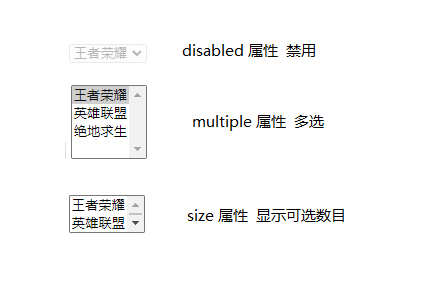 王者荣耀
disabled 属性 禁用
王者荣耀
英雄联盟
绝地求生
multiple 属性 多选
王者荣耀
英雄联盟
size 属性 显示可选数目